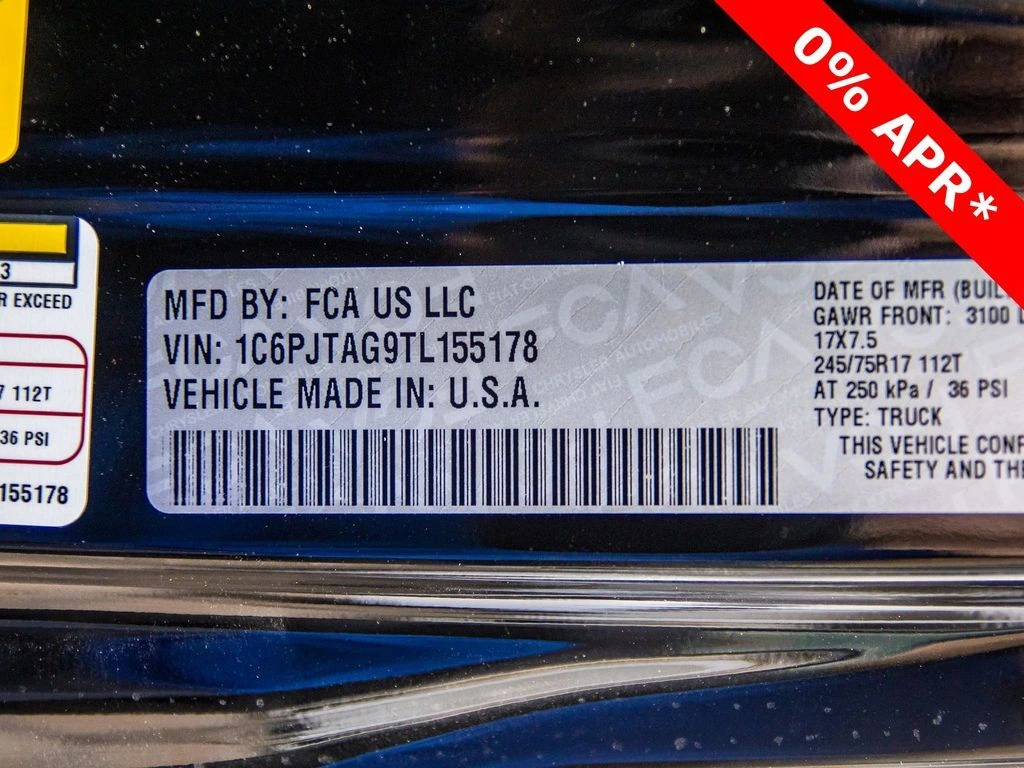 0% APR*
3
R EXCEED
7 112T
36 PSI
155178
MFD BY: FCA US LLC
VIN: 1C6PJTAG9TL155178
VEHICLE MADE IN: U.S.A.
DATE OF MFR (BUIL
GAWR FRONT: 3100 L
17X7.5
245/75R17 112T
AT 250 kPa / 36 PSI
TYPE: TRUCK
THIS VEHICLE CONF
SAFETY AND THE